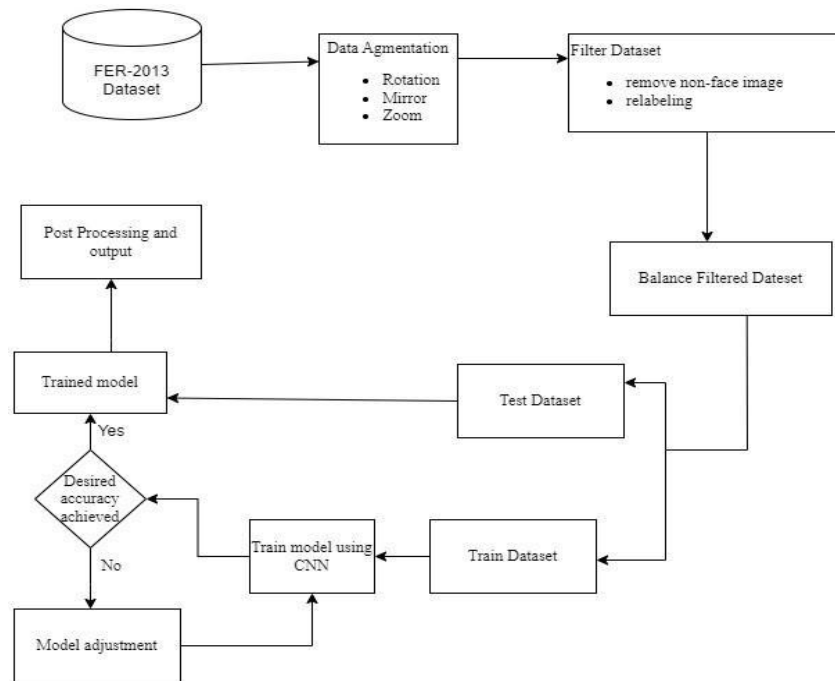 FER-2013
Dataset
Data Agmentation
• Rotation
• Mirror
• Zoom
Filter Dataset
• remove non-face image
• relabeling
Balance Filtered Dateset
Post Processing and
output
Trained model
Test Dataset
Yes
Desired
accuracy
achieved
Train model using
CNN
Train Dataset
No
Model adjustment